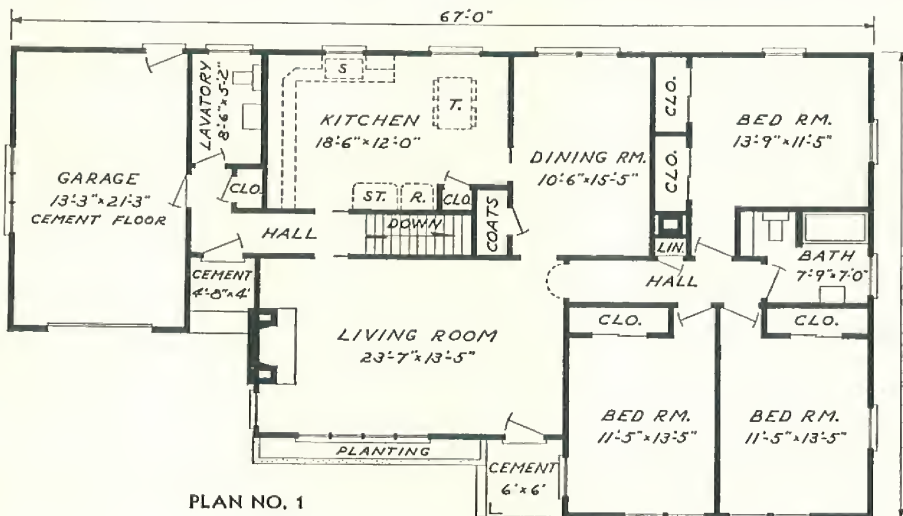 67'-0"
LAVATORY
8'-6"x5'-2"
S
T.
KITCHEN
18'-6"x12'-0"
CLO.
BED RM.
13'-9"x11'-5"
DINING RM.
10'-6"x15'-5"
CLO.
GARAGE
13'-3"x21'-3"
CEMENT FLOOR
CLO.
ST.
R.
CLO.
COATS
HALL
DOWN
LIN.
BATH
7'-9"x7'-0"
HALL
CEMENT
4'-8"x4'
LIVING ROOM
23'-7"x13'-5"
CLO.
CLO.
BED RM.
11'-5"x13'-5"
BED RM.
11'-5"x13'-5"
PLANTING
CEMENT
6'x6'
PLAN NO. 1